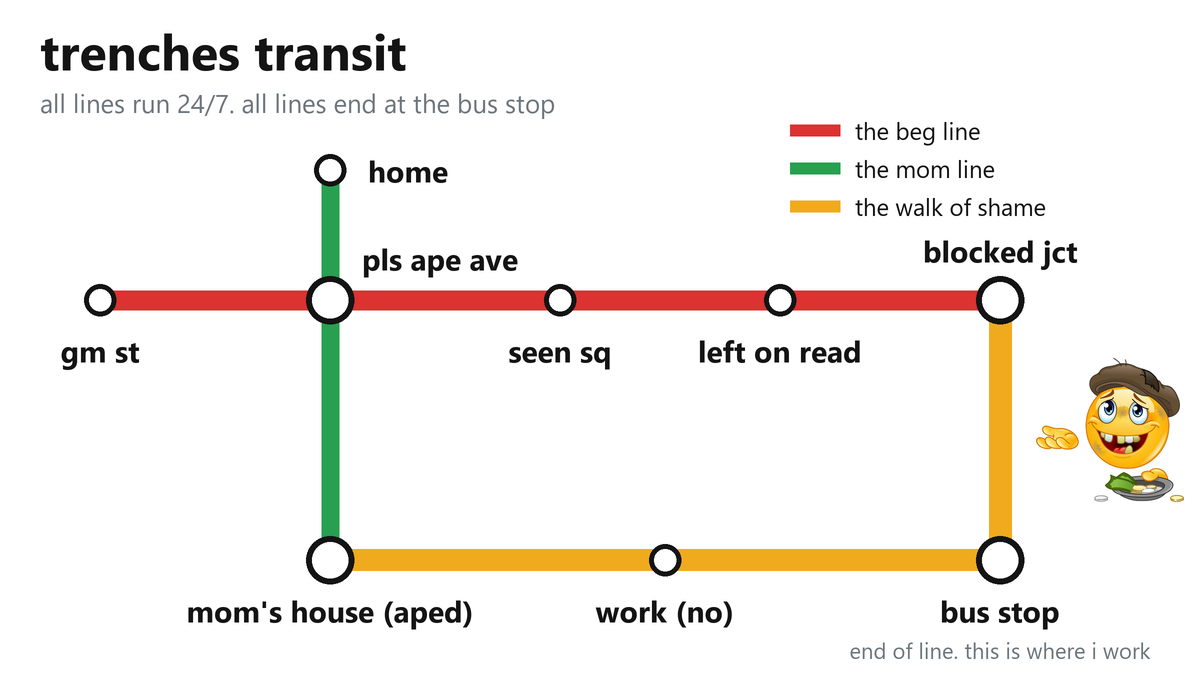 trenches transit
all lines run 24/7. all lines end at the bus stop
the beg line
the mom line
the walk of shame
home
blocked jct
pls ape ave
gm st
seen sq
left on read
mom's house (aped)
work (no)
bus stop
end of line. this is where i work